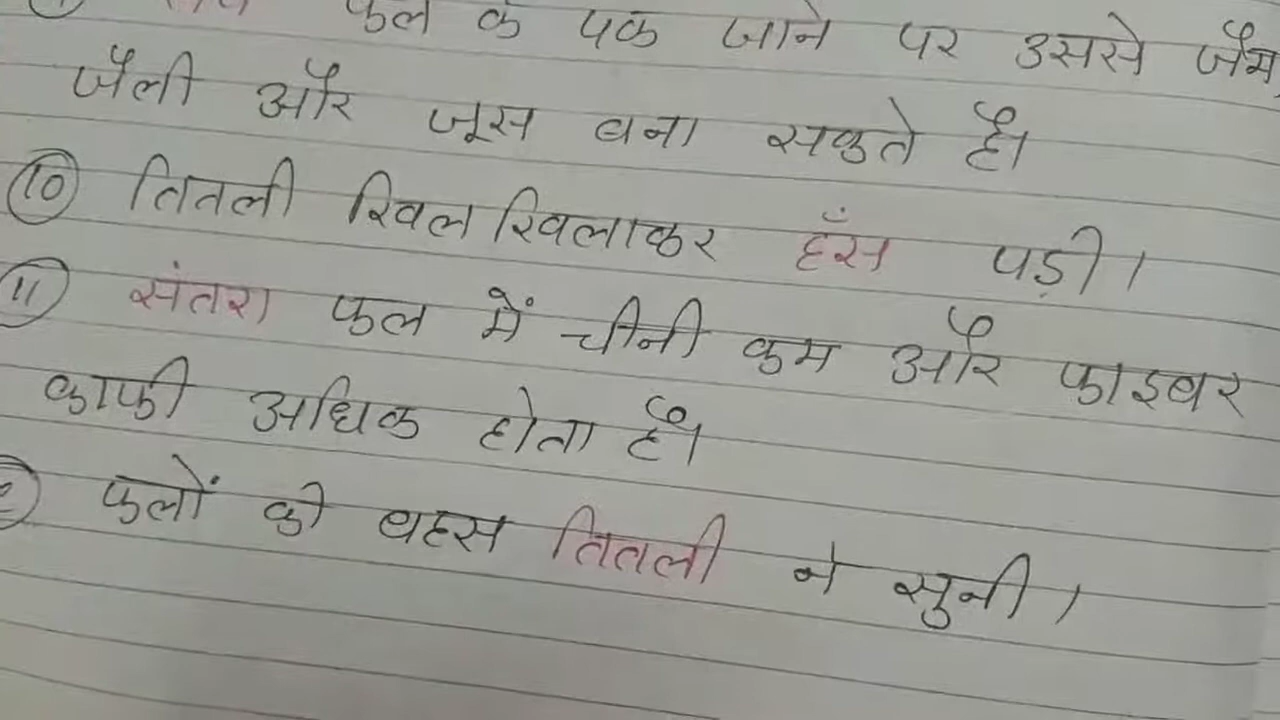 फल के पक जाने पर उससे जैम,
जैली और जूस बना सकते है।
10 तितली खिलखिलाकर हँस पड़ी।
11 संतरा फल में चीनी कम और फाइबर
काफी अधिक होता है।
फलों की बहस तितली ने सुनी।